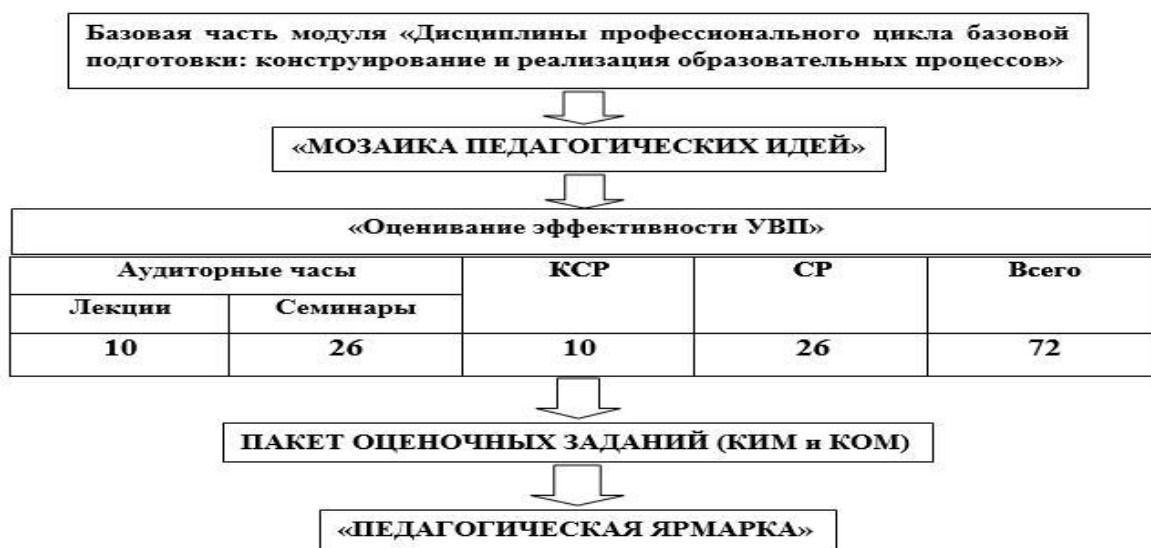 Базовая часть модуля «Дисциплины профессионального цикла базовой
подготовки: конструирование и реализация образовательных процессов»
«МОЗАИКА ПЕДАГОГИЧЕСКИХ ИДЕЙ»
«Оценивание эффективности УВП»
Аудиторные часы КСР СР Всего
Лекции Семинары
10 26 10 26 72
ПАКЕТ ОЦЕНОЧНЫХ ЗАДАНИЙ (КИМ и КОМ)
«ПЕДАГОГИЧЕСКАЯ ЯРМАРКА»